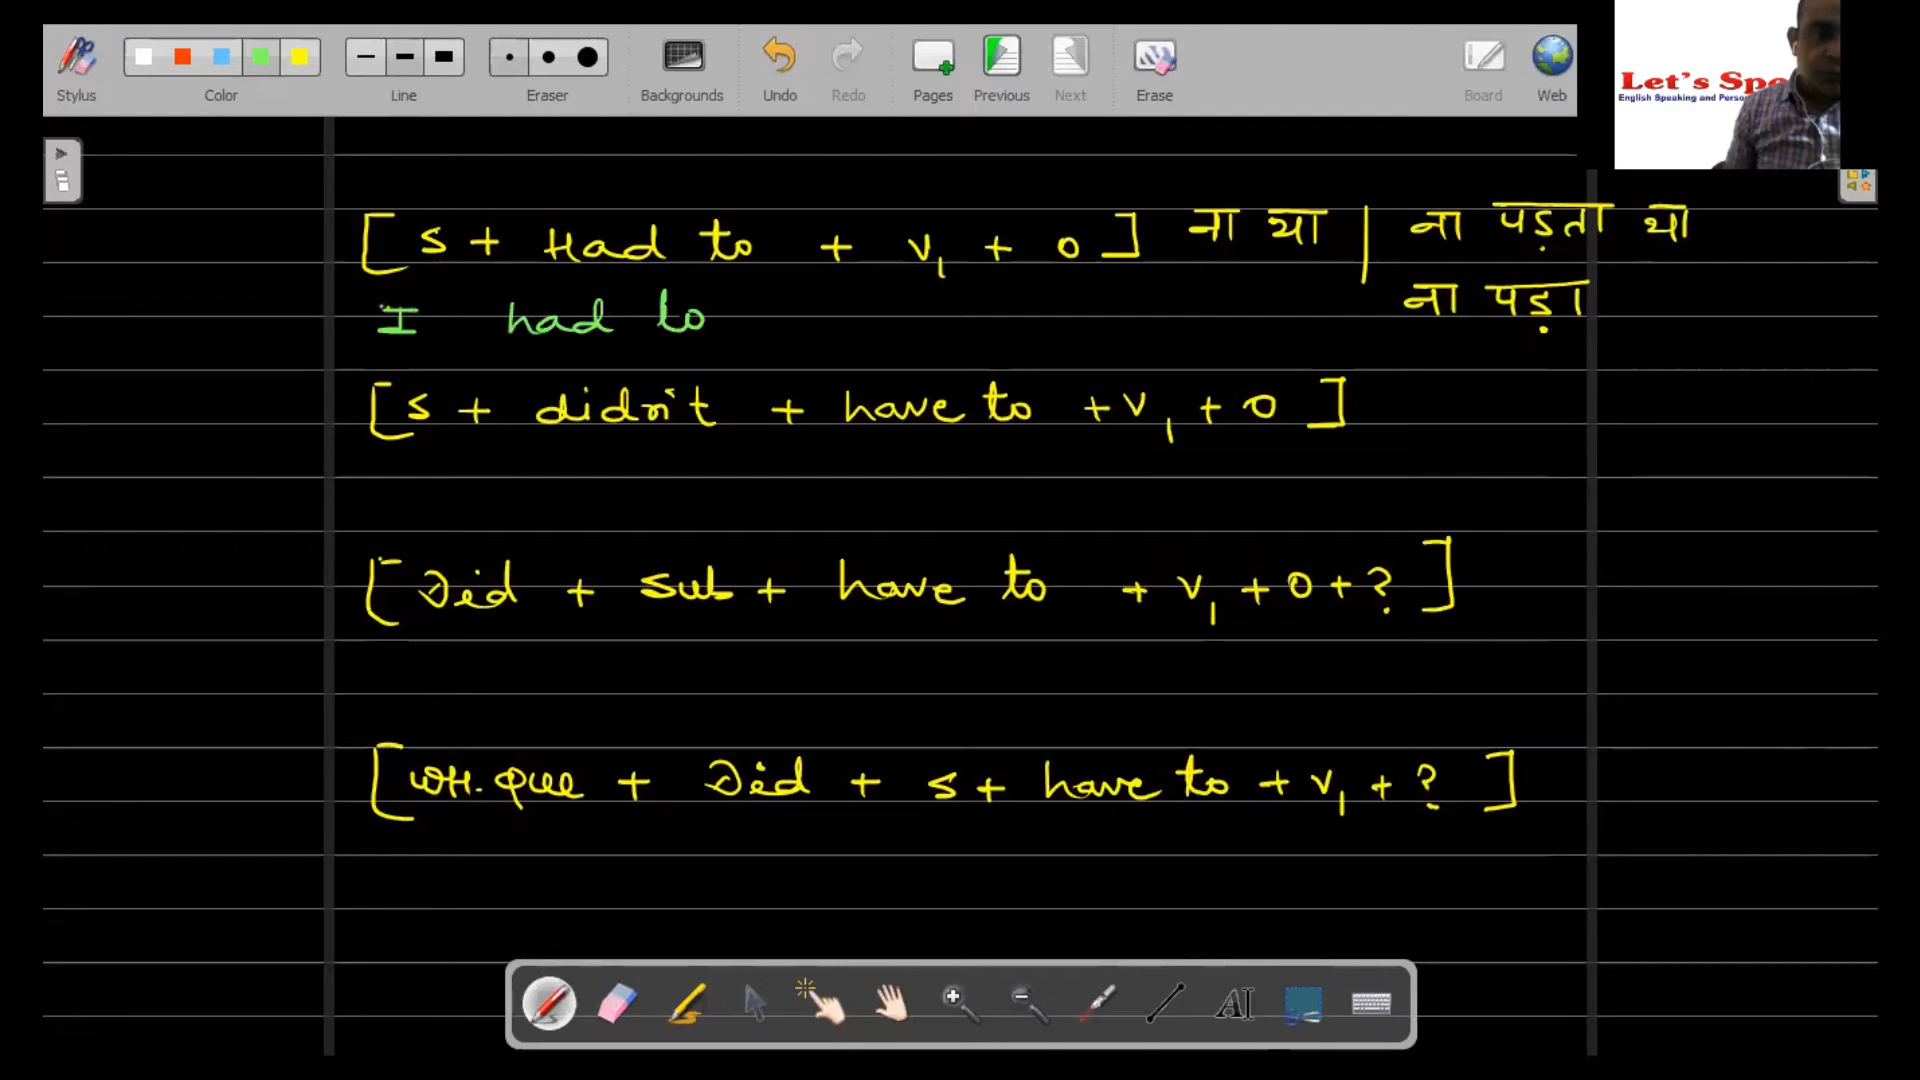 Stylus Color Line Eraser Backgrounds Undo Redo Pages Previous Next Erase Board Web
Let's Spe
English Speaking and Perso
[ S + Had to + V1 + O ] ना था | ना पड़ता था
ना पड़ा
I had to
[ S + didn't + have to + V1 + O ]
[ Did + sub + have to + V1 + O + ? ]
[ WH. Que + Did + S + have to + V1 + ? ]
AI